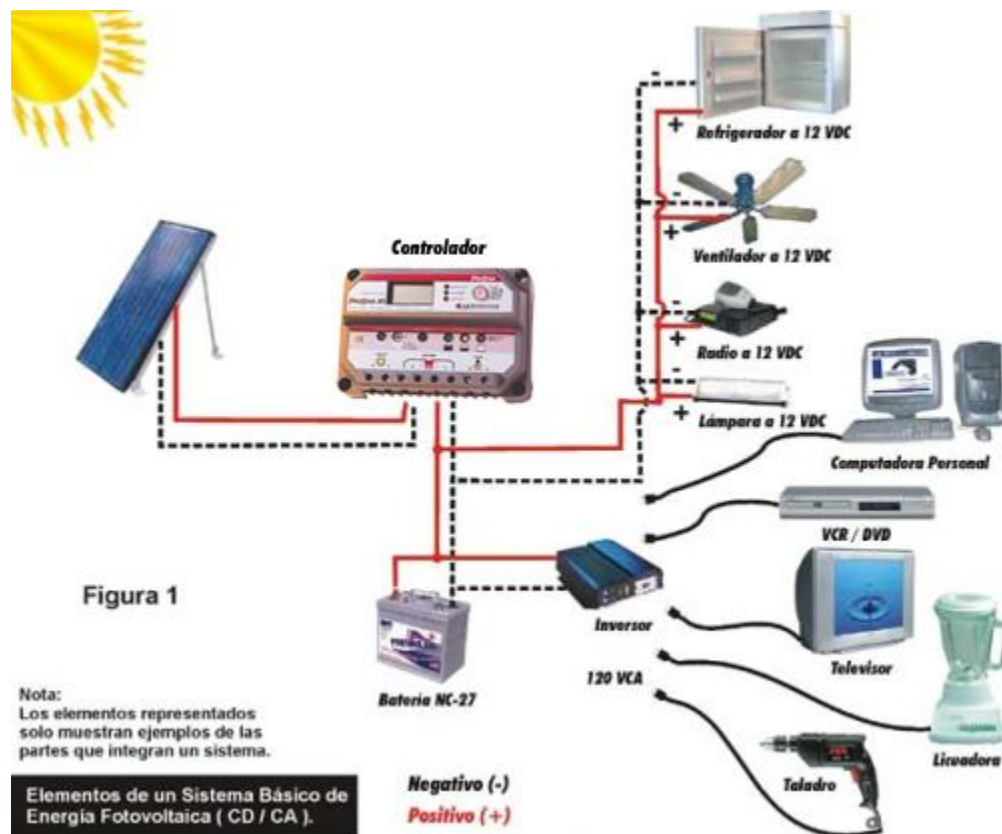 -
+
Refrigerador a 12 VDC
-
+
Ventilador a 12 VDC
Controlador
-
+
Radio a 12 VDC
-
+
Lámpara a 12 VDC
Computadora Personal
VCR / DVD
Figura 1
Inversor
Televisor
120 VCA
Batería NC-27
Nota:
Los elementos representados
solo muestran ejemplos de las
partes que integran un sistema.
Licuadora
Taladro
Negativo (-)
Positivo (+)
Elementos de un Sistema Básico de
Energía Fotovoltaica ( CD / CA ).